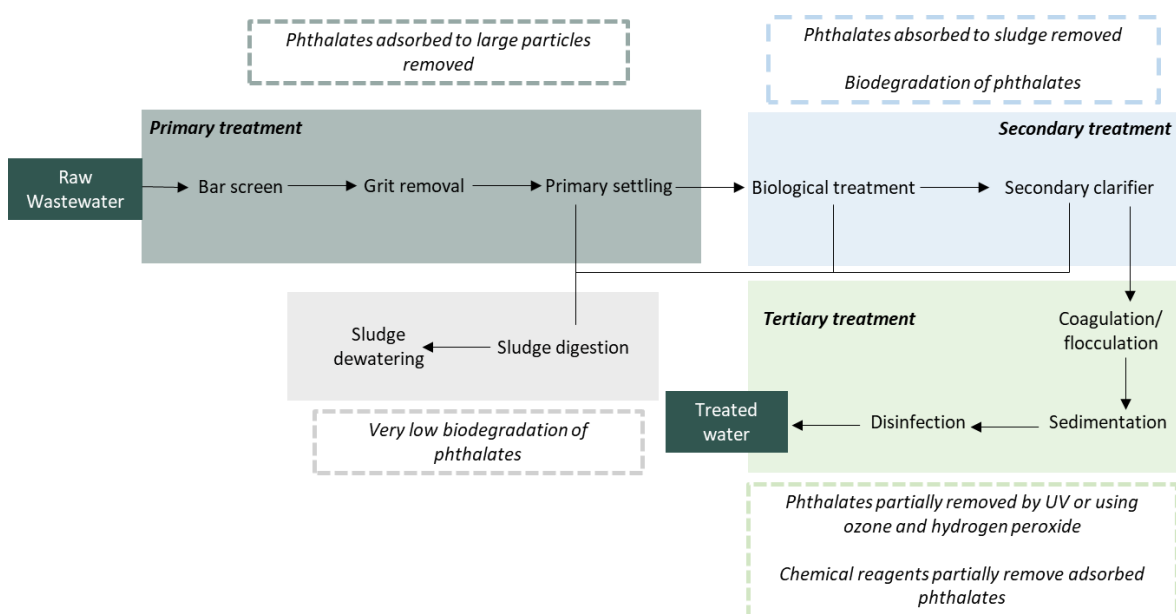 Phthalates adsorbed to large particles
removed
Phthalates absorbed to sludge removed
Biodegradation of phthalates
Primary treatment
Secondary treatment
Raw
Wastewater
Bar screen
Grit removal
Primary settling
Biological treatment
Secondary clarifier
Sludge
dewatering
Sludge digestion
Tertiary treatment
Coagulation/
flocculation
Treated
water
Disinfection
Sedimentation
Very low biodegradation of
phthalates
Phthalates partially removed by UV or using
ozone and hydrogen peroxide
Chemical reagents partially remove adsorbed
phthalates